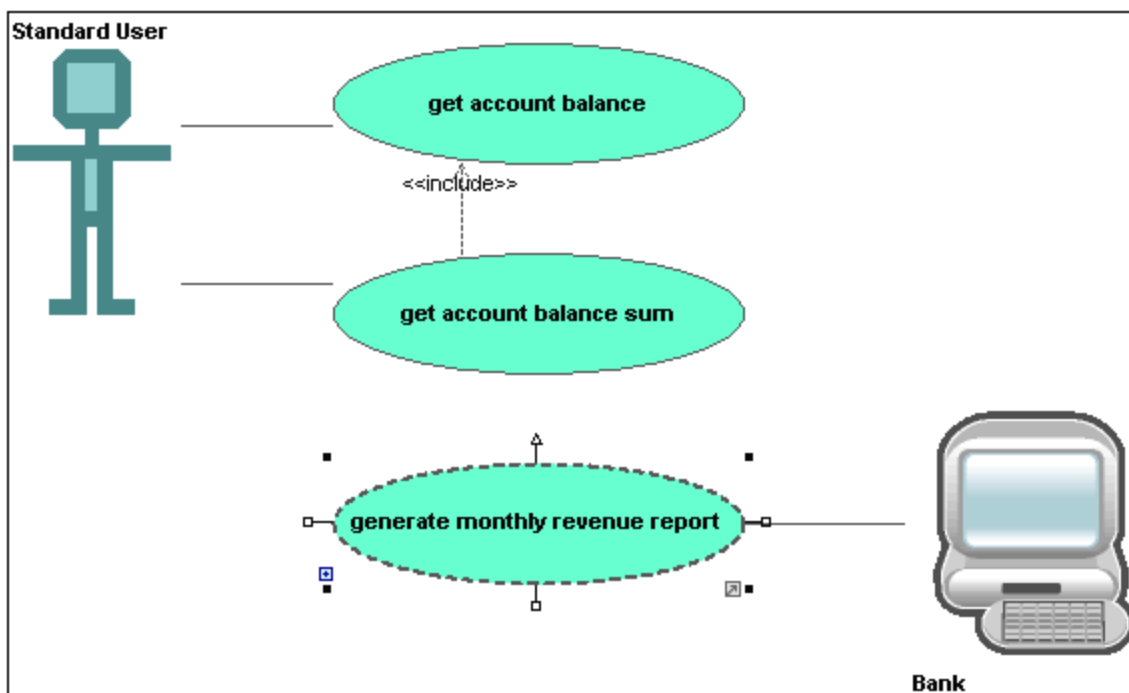 Standard User
get account balance
<<include>>
get account balance sum
generate monthly revenue report
Bank